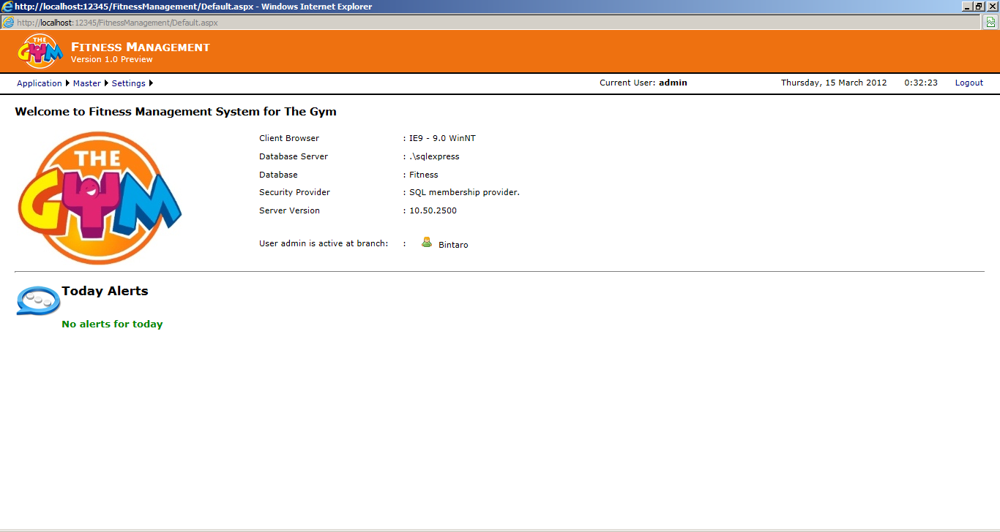 http://localhost:12345/FitnessManagement/Default.aspx - Windows Internet Explorer
http://localhost:12345/FitnessManagement/Default.aspx
THE GYM
FITNESS MANAGEMENT
Version 1.0 Preview
Application Master Settings Current User: admin Thursday, 15 March 2012 0:32:23 Logout
Welcome to Fitness Management System for The Gym
THE
GYM
Client Browser : IE9 - 9.0 WinNT
Database Server : .\sqlexpress
Database : Fitness
Security Provider : SQL membership provider.
Server Version : 10.50.2500
User admin is active at branch: : Bintaro
Today Alerts
No alerts for today